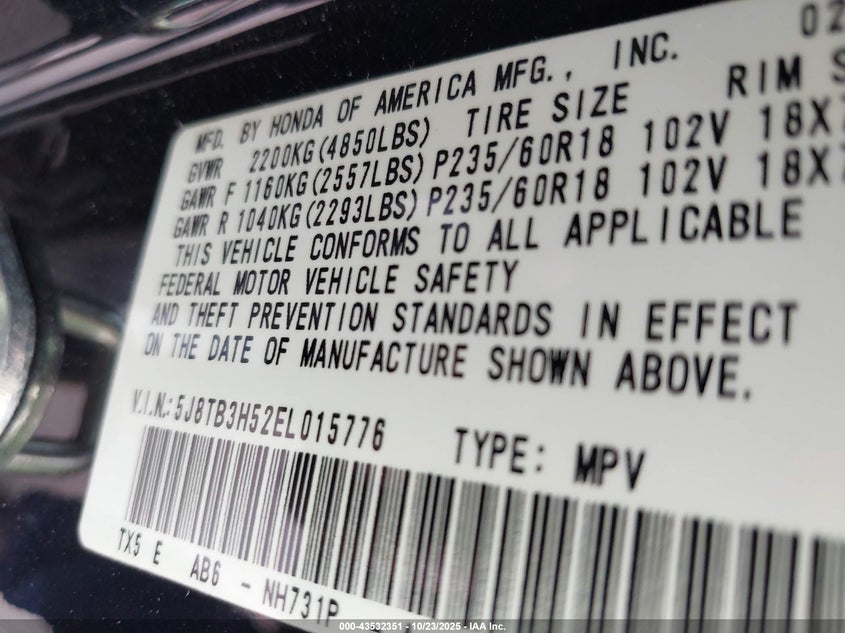 02
MFD. BY HONDA OF AMERICA MFG., INC.
GVWR 2200KG(4850LBS) TIRE SIZE RIM S
GAWR F 1160KG(2557LBS) P235/60R18 102V 18X7
GAWR R 1040KG(2293LBS) P235/60R18 102V 18X7
THIS VEHICLE CONFORMS TO ALL APPLICABLE
FEDERAL MOTOR VEHICLE SAFETY
AND THEFT PREVENTION STANDARDS IN EFFECT
ON THE DATE OF MANUFACTURE SHOWN ABOVE.
V.I.N.: 5J8TB3H52EL015776 TYPE: MPV
TX5 E AB6 - NH731P
000-43532351 - 10/23/2025 - IAA Inc.